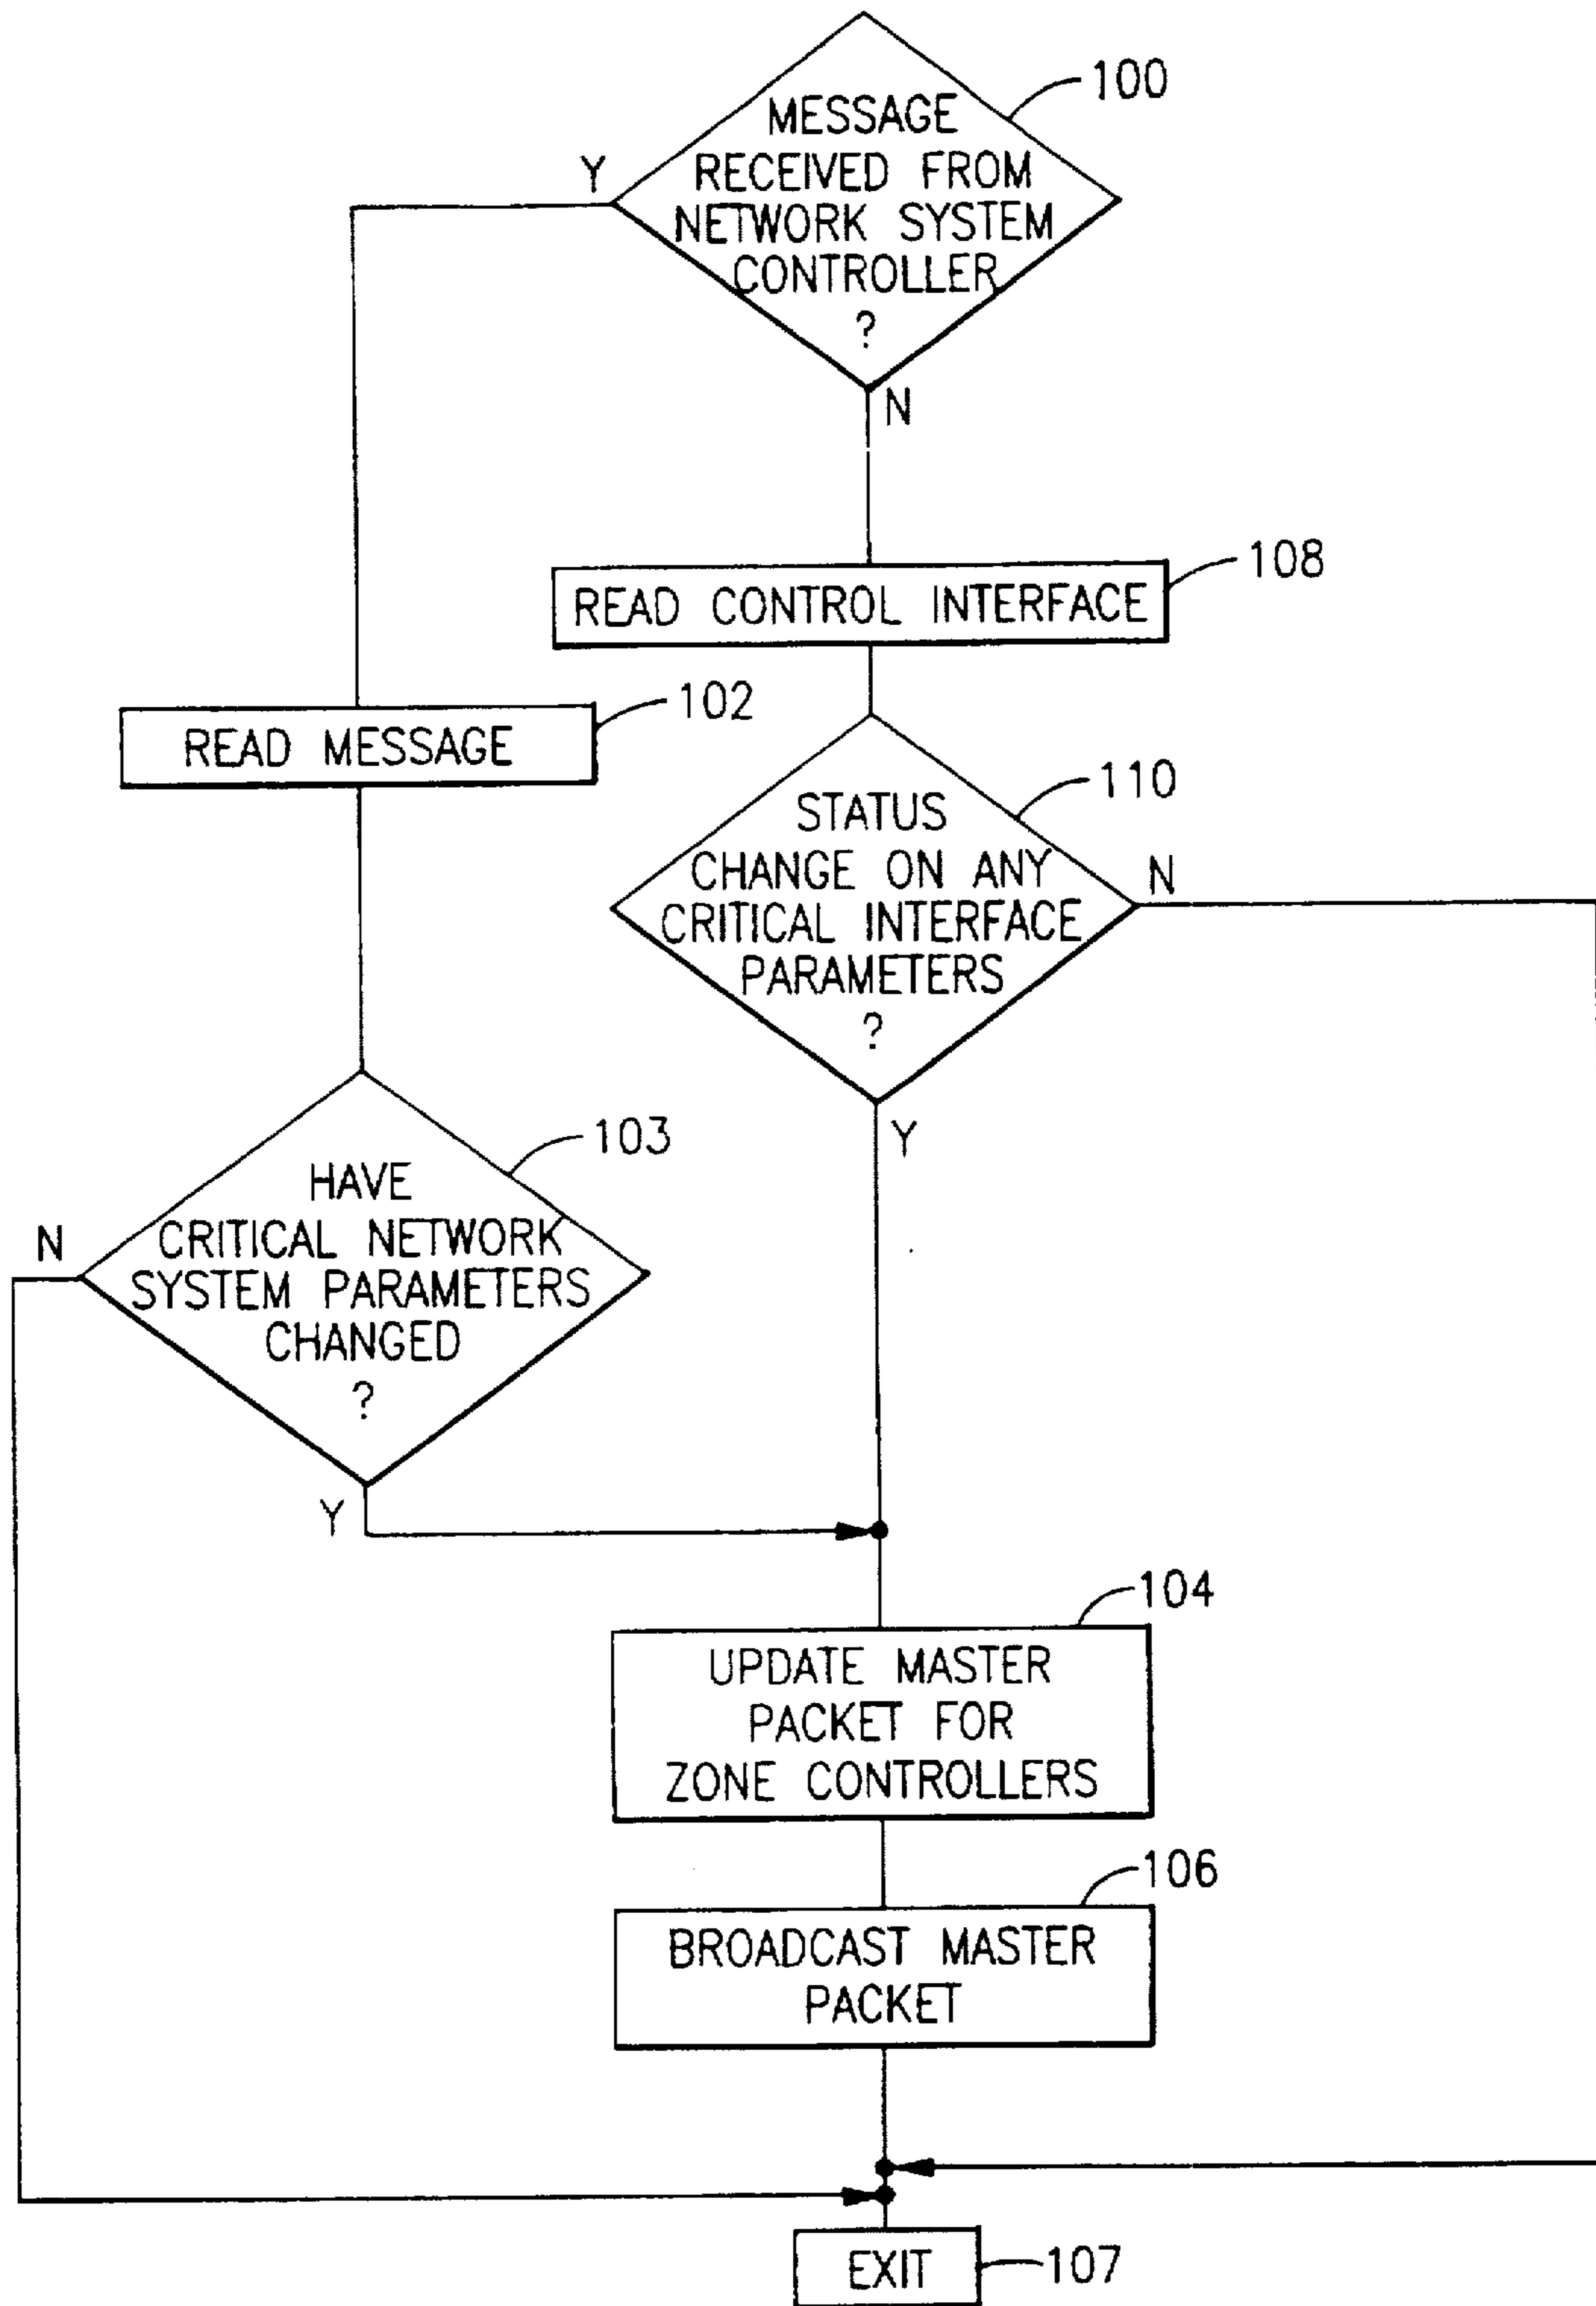 100
MESSAGE
RECEIVED FROM
NETWORK SYSTEM
CONTROLLER
?
Y
N
108
READ CONTROL INTERFACE
102
READ MESSAGE
110
STATUS
CHANGE ON ANY
CRITICAL INTERFACE
PARAMETERS
?
N
Y
103
HAVE
CRITICAL NETWORK
SYSTEM PARAMETERS
CHANGED
?
N
Y
104
UPDATE MASTER
PACKET FOR
ZONE CONTROLLERS
106
BROADCAST MASTER
PACKET
EXIT
107